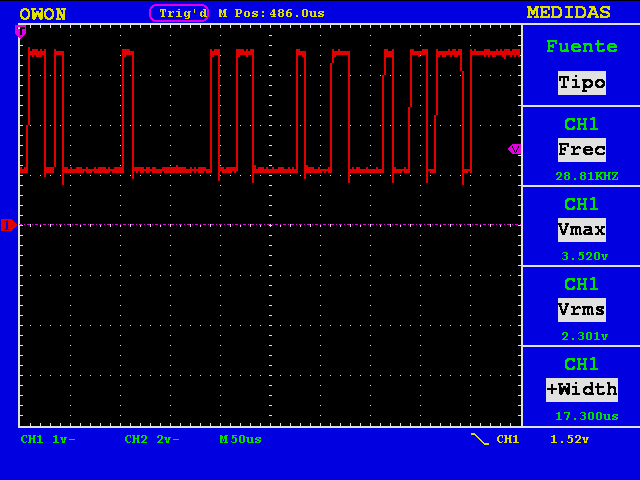 OWON Trig'd M Pos:486.0us MEDIDAS
T
Fuente
Tipo
CH1
Frec
28.81KHZ
CH1
Vmax
3.520v
CH1
Vrms
2.301v
CH1
+Width
17.300us
1
CH1 1v- CH2 2v- M 50us CH1 1.52v